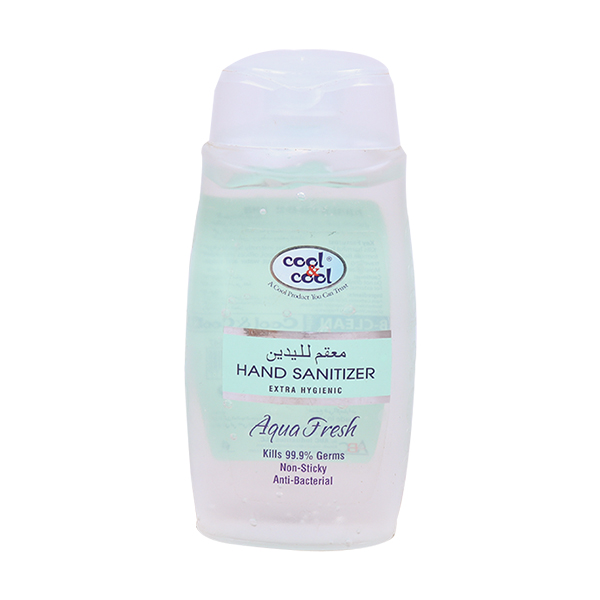 cool®
&
cool
A Cool Product You Can Trust
معقم لليدين
HAND SANITIZER
EXTRA HYGIENIC
Aqua Fresh
Kills 99.9% Germs
Non-Sticky
Anti-Bacterial